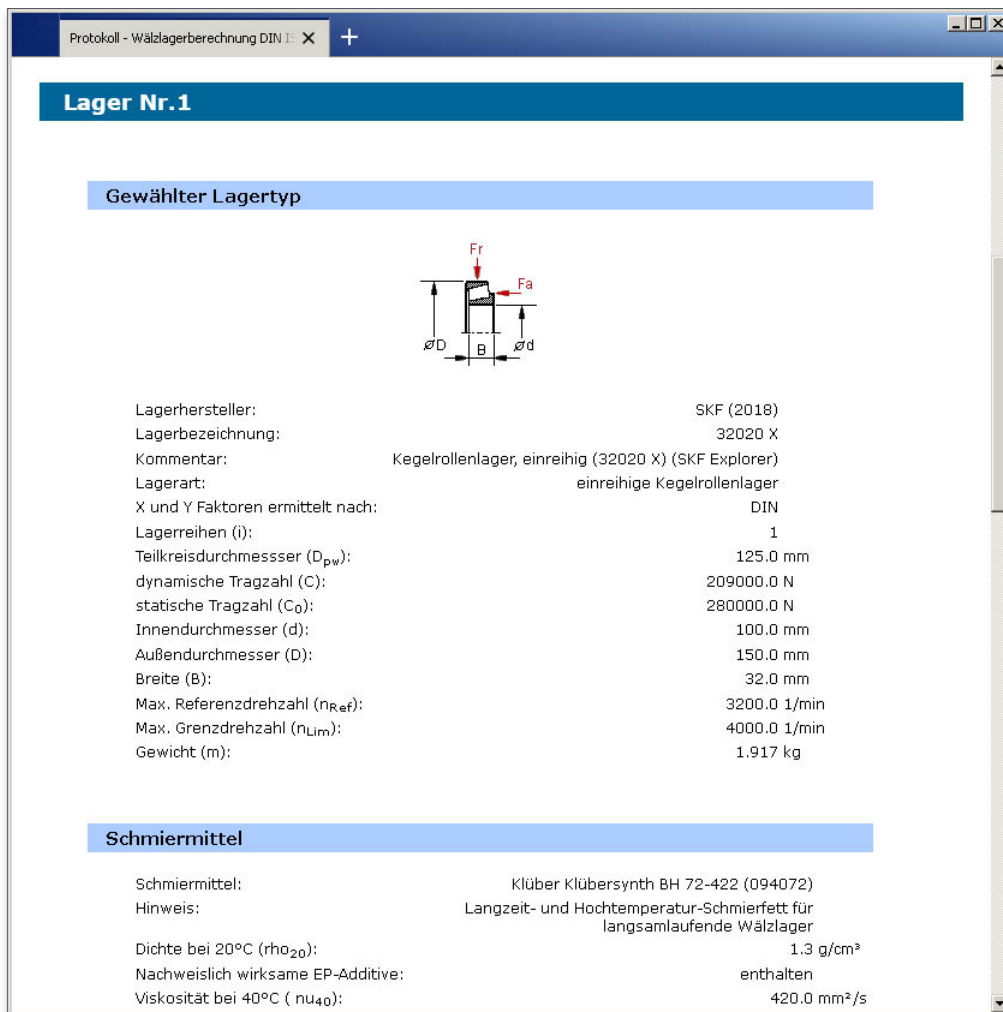 Protokoll - Wälzlagerberechnung DIN IS
Lager Nr.1
Gewählter Lagertyp
Fr
Fa
øD
B
ød
Lagerhersteller: SKF (2018)
Lagerbezeichnung: 32020 X
Kommentar: Kegelrollenlager, einreihig (32020 X) (SKF Explorer)
Lagerart: einreihige Kegelrollenlager
X und Y Faktoren ermittelt nach: DIN
Lagerreihen (i): 1
Teilkreisdurchmessser (Dpw): 125.0 mm
dynamische Tragzahl (C): 209000.0 N
statische Tragzahl (C0): 280000.0 N
Innendurchmesser (d): 100.0 mm
Außendurchmesser (D): 150.0 mm
Breite (B): 32.0 mm
Max. Referenzdrehzahl (nRef): 3200.0 1/min
Max. Grenzdrehzahl (nLim): 4000.0 1/min
Gewicht (m): 1.917 kg
Schmiermittel
Schmiermittel: Klüber Klübersynth BH 72-422 (094072)
Hinweis: Langzeit- und Hochtemperatur-Schmierfett für
langsamlaufende Wälzlager
Dichte bei 20ºC (rho20): 1.3 g/cm³
Nachweislich wirksame EP-Additive: enthalten
Viskosität bei 40ºC ( nu40): 420.0 mm²/s